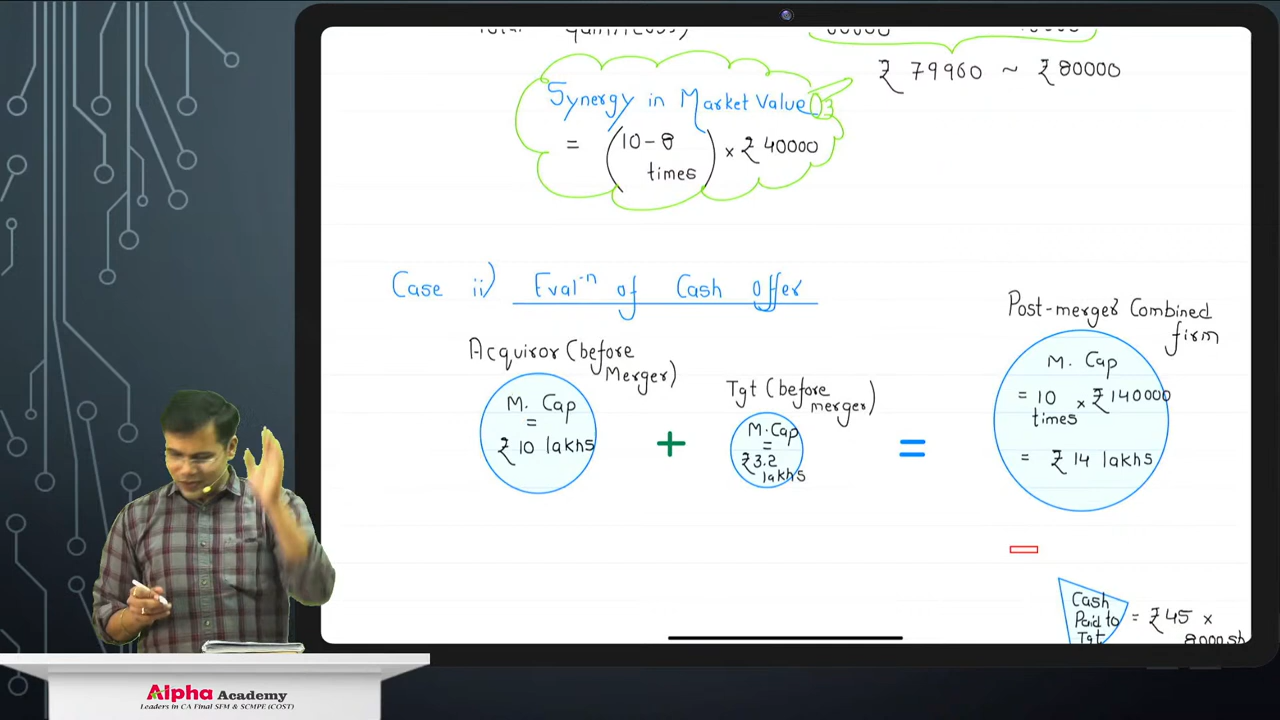 ₹ 79960 ~ ₹80000
Synergy in Market Value
= (10-8 times) × ₹ 40000
Case ii) Eval-n of Cash Offer
Acquiror (before
Merger)
M. Cap
=
₹ 10 lakhs
+
Tgt (before
merger)
M. Cap
=
₹3.2
lakhs
=
Post-merger Combined
firm
M. Cap
= 10 × ₹140000
times
= ₹ 14 lakhs
Cash
Paid to
Tgt
= ₹45 ×
8000 sh
Alpha Academy
Leaders in CA Final SFM & SCMPE (COST)